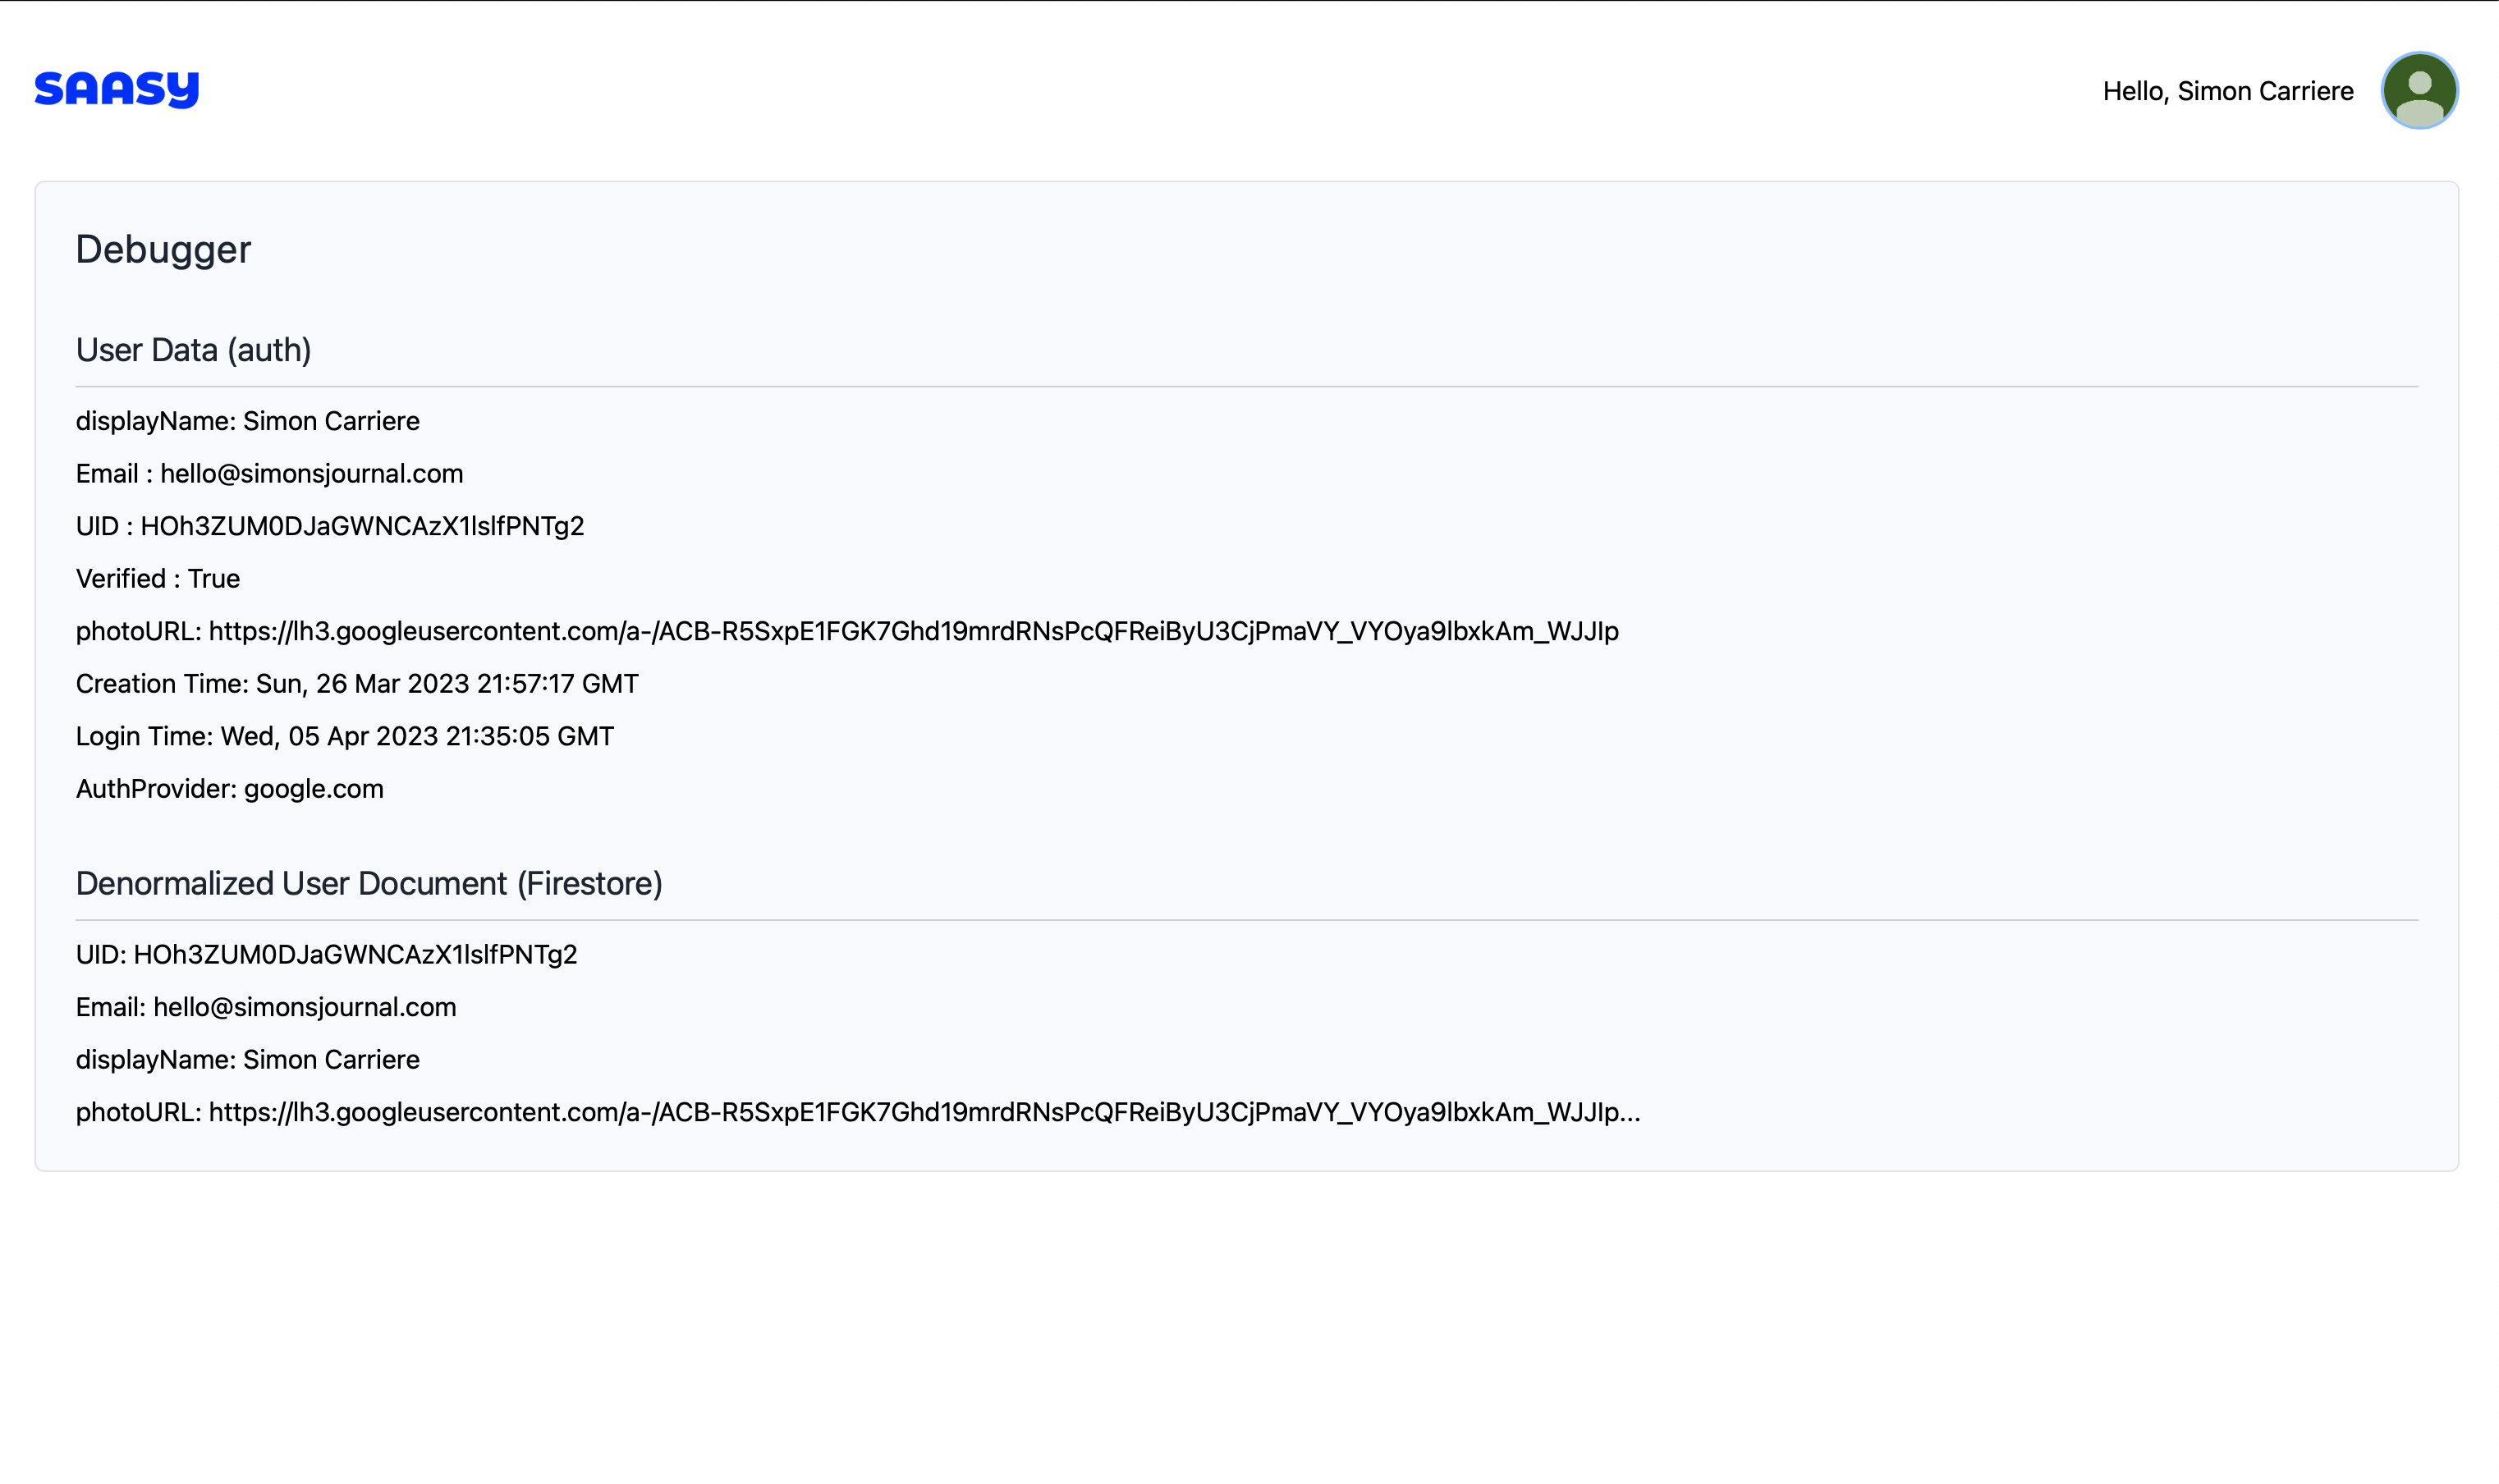 SAASY
Hello, Simon Carriere
Debugger
User Data (auth)
displayName: Simon Carriere
Email : hello@simonsjournal.com
UID : HOh3ZUM0DJaGWNCAzX1lslfPNTg2
Verified : True
photoURL: https://lh3.googleusercontent.com/a-/ACB-R5SxpE1FGK7Ghd19mrdRNsPcQFReiByU3CjPmaVY_VYOya9lbxkAm_WJJIp
Creation Time: Sun, 26 Mar 2023 21:57:17 GMT
Login Time: Wed, 05 Apr 2023 21:35:05 GMT
AuthProvider: google.com
Denormalized User Document (Firestore)
UID: HOh3ZUM0DJaGWNCAzX1lslfPNTg2
Email: hello@simonsjournal.com
displayName: Simon Carriere
photoURL: https://lh3.googleusercontent.com/a-/ACB-R5SxpE1FGK7Ghd19mrdRNsPcQFReiByU3CjPmaVY_VYOya9lbxkAm_WJJIp...